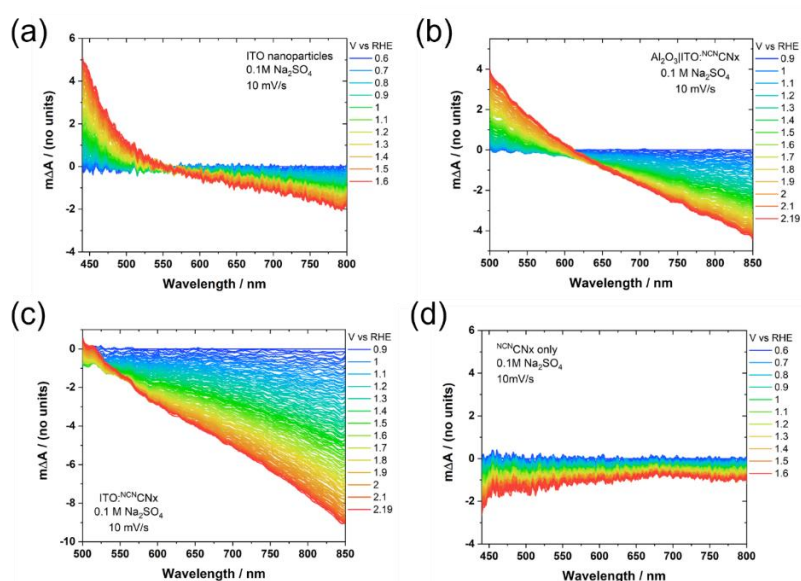 (a)
6
4
2
0
-2
-4
450 500 550 600 650 700 750 800
mΔA / (no units)
Wavelength / nm
ITO nanoparticles
0.1M Na₂SO₄
10 mV/s
V vs RHE
0.6
0.7
0.8
0.9
1
1.1
1.2
1.3
1.4
1.5
1.6
(b)
6
4
2
0
-2
-4
500 550 600 650 700 750 800 850
mΔA / (no units)
Wavelength / nm
Al₂O₃|ITO:ᴺᶜᴺCNx
0.1 M Na₂SO₄
10 mV/s
V vs RHE
0.9
1
1.1
1.2
1.3
1.4
1.5
1.6
1.7
1.8
1.9
2
2.1
2.19
(c)
0
-2
-4
-6
-8
-10
500 550 600 650 700 750 800 850
mΔA / (no units)
Wavelength / nm
ITO:ᴺᶜᴺCNx
0.1 M Na₂SO₄
10 mV/s
V vs RHE
0.9
1
1.1
1.2
1.3
1.4
1.5
1.6
1.7
1.8
1.9
2
2.1
2.19
(d)
6
4
2
0
-2
-4
450 500 550 600 650 700 750 800
mΔA / (no units)
Wavelength / nm
ᴺᶜᴺCNx only
0.1M Na₂SO₄
10mV/s
V vs RHE
0.6
0.7
0.8
0.9
1
1.1
1.2
1.3
1.4
1.5
1.6